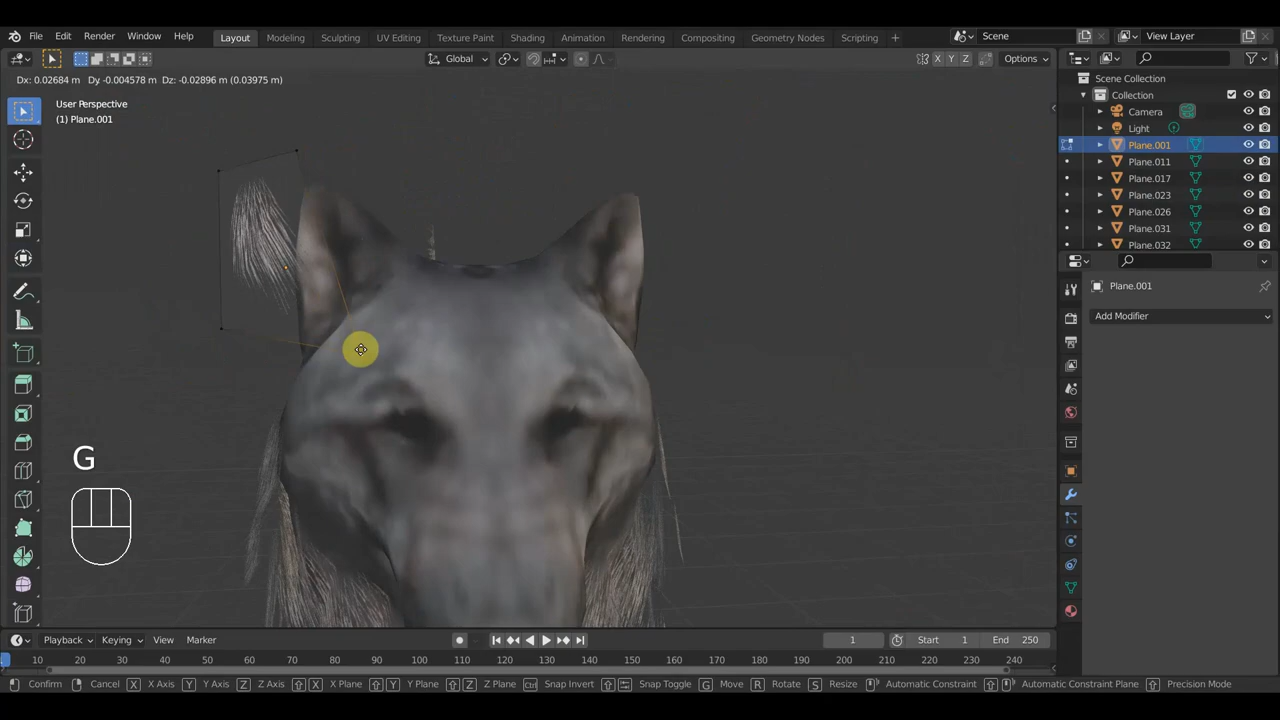 File Edit Render Window Help Layout Modeling Sculpting UV Editing Texture Paint Shading Animation Rendering Compositing Geometry Nodes Scripting + Scene View Layer
Global X Y Z Options
Dx: 0.02684 m Dy -0.004578 m Dz: -0.02896 m (0.03975 m)
User Perspective
(1) Plane.001
Scene Collection
Collection
Camera
Light
Plane.001
Plane.011
Plane.017
Plane.023
Plane.026
Plane.031
Plane.032
Plane.001
Add Modifier
G
Playback Keying View Marker 1 Start 1 End 250
10 20 30 40 50 60 70 80 90 100 110 120 130 140 150 160 170 180 190 200 210 220 230 240
Confirm Cancel X X Axis Y Y Axis Z Z Axis X X Plane Y Y Plane Z Z Plane Ctrl Snap Invert Snap Toggle G Move R Rotate S Resize Automatic Constraint Automatic Constraint Plane Precision Mode